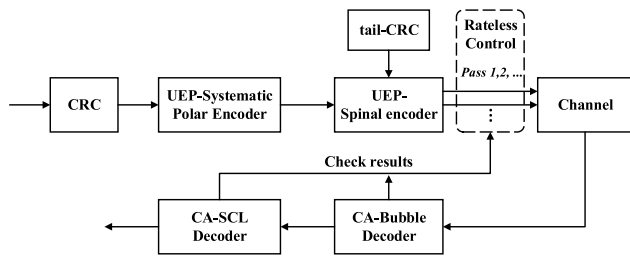 tail-CRC
Rateless
Control
Pass 1,2, ...
CRC
UEP-Systematic
Polar Encoder
UEP-
Spinal encoder
Channel
Check results
CA-SCL
Decoder
CA-Bubble
Decoder